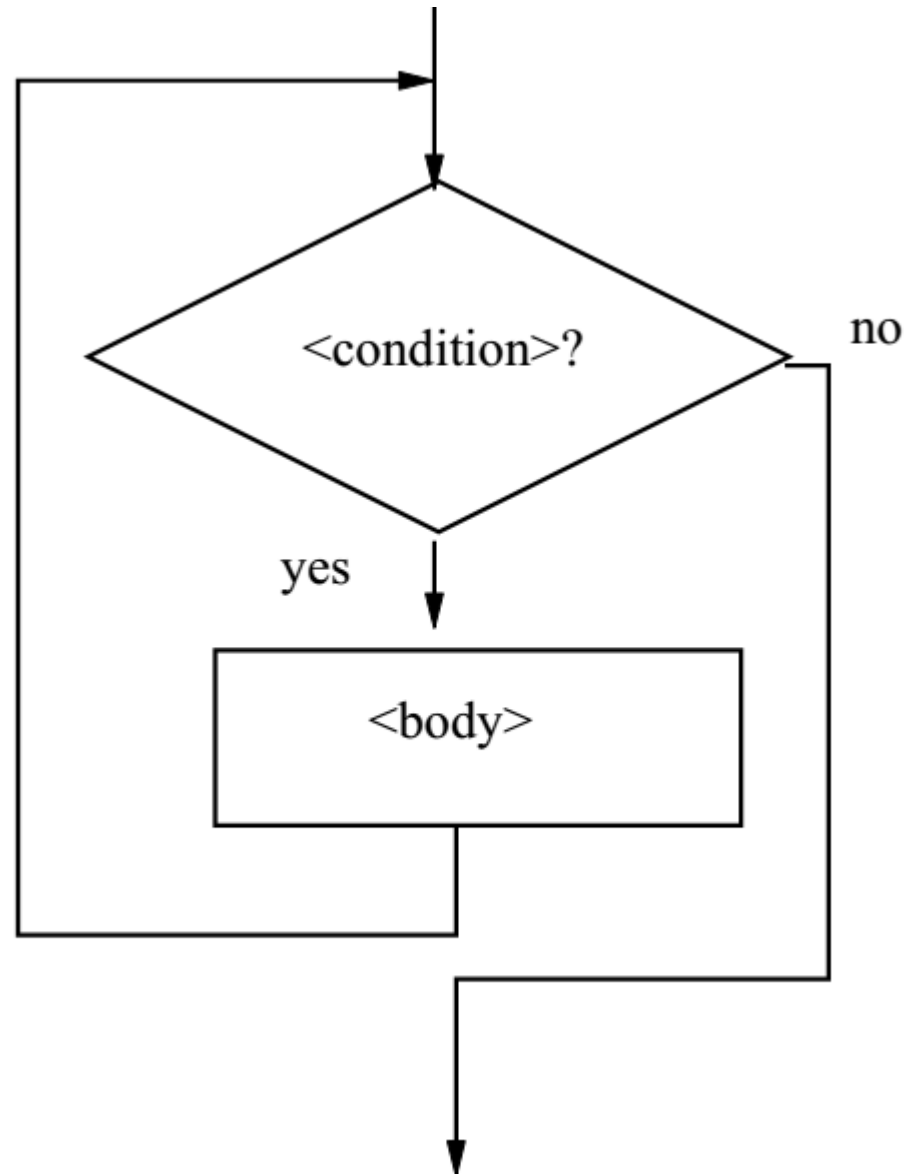 <condition>?
no
yes
<body>